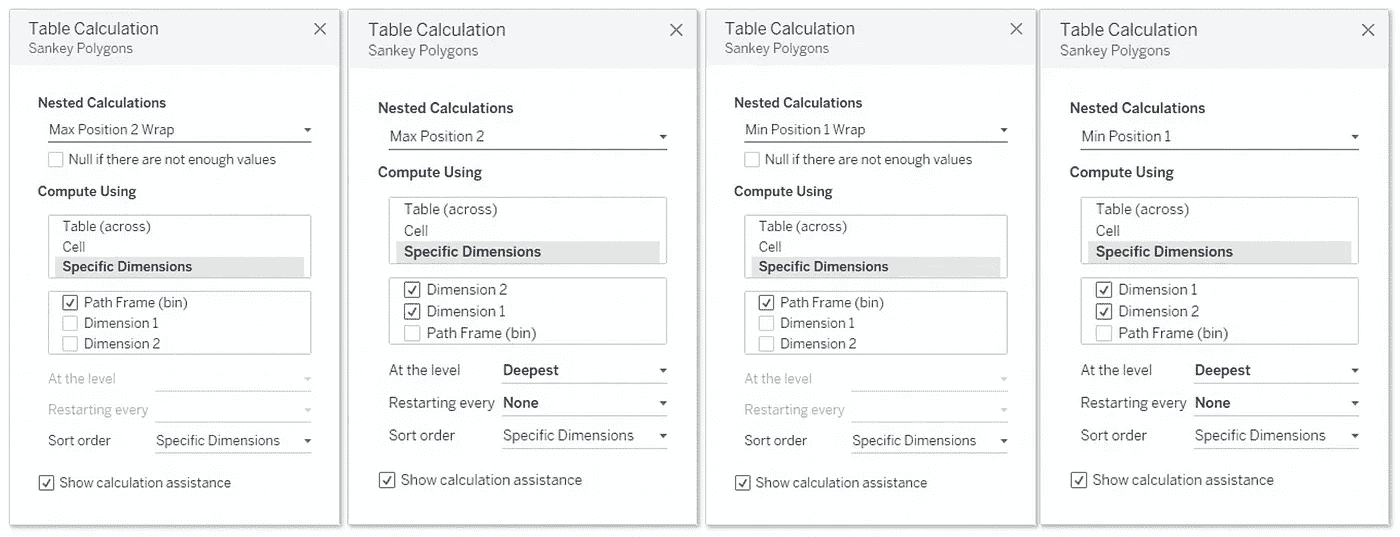 Table Calculation
Sankey Polygons
Nested Calculations
Max Position 2 Wrap
Null if there are not enough values
Compute Using
Table (across)
Cell
Specific Dimensions
Path Frame (bin)
Dimension 1
Dimension 2
At the level
Restarting every
Sort order Specific Dimensions
Show calculation assistance
Table Calculation
Sankey Polygons
Nested Calculations
Max Position 2
Compute Using
Table (across)
Cell
Specific Dimensions
Dimension 2
Dimension 1
Path Frame (bin)
At the level Deepest
Restarting every None
Sort order Specific Dimensions
Show calculation assistance
Table Calculation
Sankey Polygons
Nested Calculations
Min Position 1 Wrap
Null if there are not enough values
Compute Using
Table (across)
Cell
Specific Dimensions
Path Frame (bin)
Dimension 1
Dimension 2
At the level
Restarting every
Sort order Specific Dimensions
Show calculation assistance
Table Calculation
Sankey Polygons
Nested Calculations
Min Position 1
Compute Using
Table (across)
Cell
Specific Dimensions
Dimension 1
Dimension 2
Path Frame (bin)
At the level Deepest
Restarting every None
Sort order Specific Dimensions
Show calculation assistance